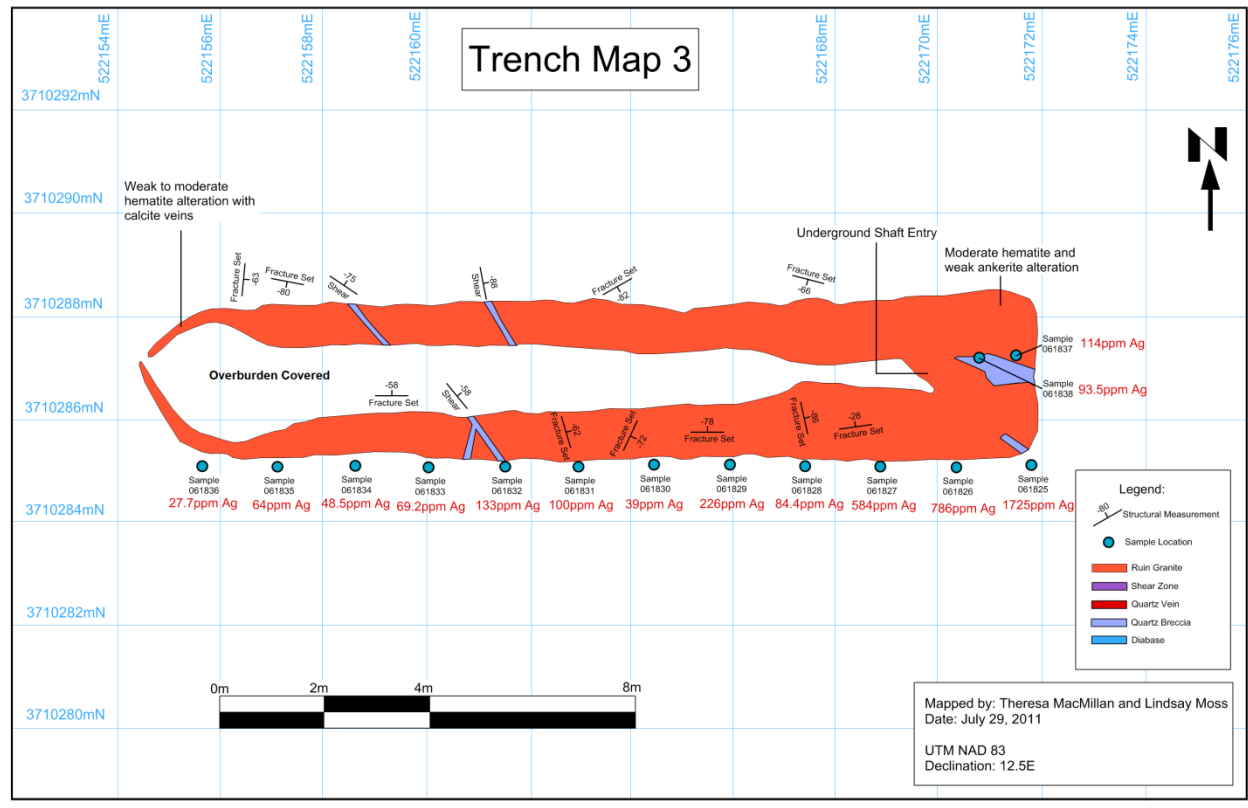 522154mE
522156mE
522158mE
522160mE
522168mE
522170mE
522172mE
522174mE
522176mE
Trench Map 3
3710292mN
3710290mN
3710288mN
3710286mN
3710284mN
3710282mN
3710280mN
N
Weak to moderate
hematite alteration with
calcite veins
Underground Shaft Entry
Moderate hematite and
weak ankerite alteration
Fracture Set
-63
Fracture Set
-80
-75
Shear
-88
Shear
Fracture Set
-82
Fracture Set
-66
Sample
061837
114ppm Ag
Sample
061838
93.5ppm Ag
Overburden Covered
-58
Fracture Set
-58
Shear
-62
Fracture Set
Fracture Set
-72
-78
Fracture Set
-86
Fracture Set
-28
Fracture Set
Sample
061836
27.7ppm Ag
Sample
061835
64ppm Ag
Sample
061834
48.5ppm Ag
Sample
061833
69.2ppm Ag
Sample
061832
133ppm Ag
Sample
061831
100ppm Ag
Sample
061830
39ppm Ag
Sample
061829
226ppm Ag
Sample
061828
84.4ppm Ag
Sample
061827
584ppm Ag
Sample
061826
786ppm Ag
Sample
061825
1725ppm Ag
Legend:
-80
Structural Measurement
Sample Location
Ruin Granite
Shear Zone
Quartz Vein
Quartz Breccia
Diabase
0m
2m
4m
8m
Mapped by: Theresa MacMillan and Lindsay Moss
Date: July 29, 2011
UTM NAD 83
Declination: 12.5E